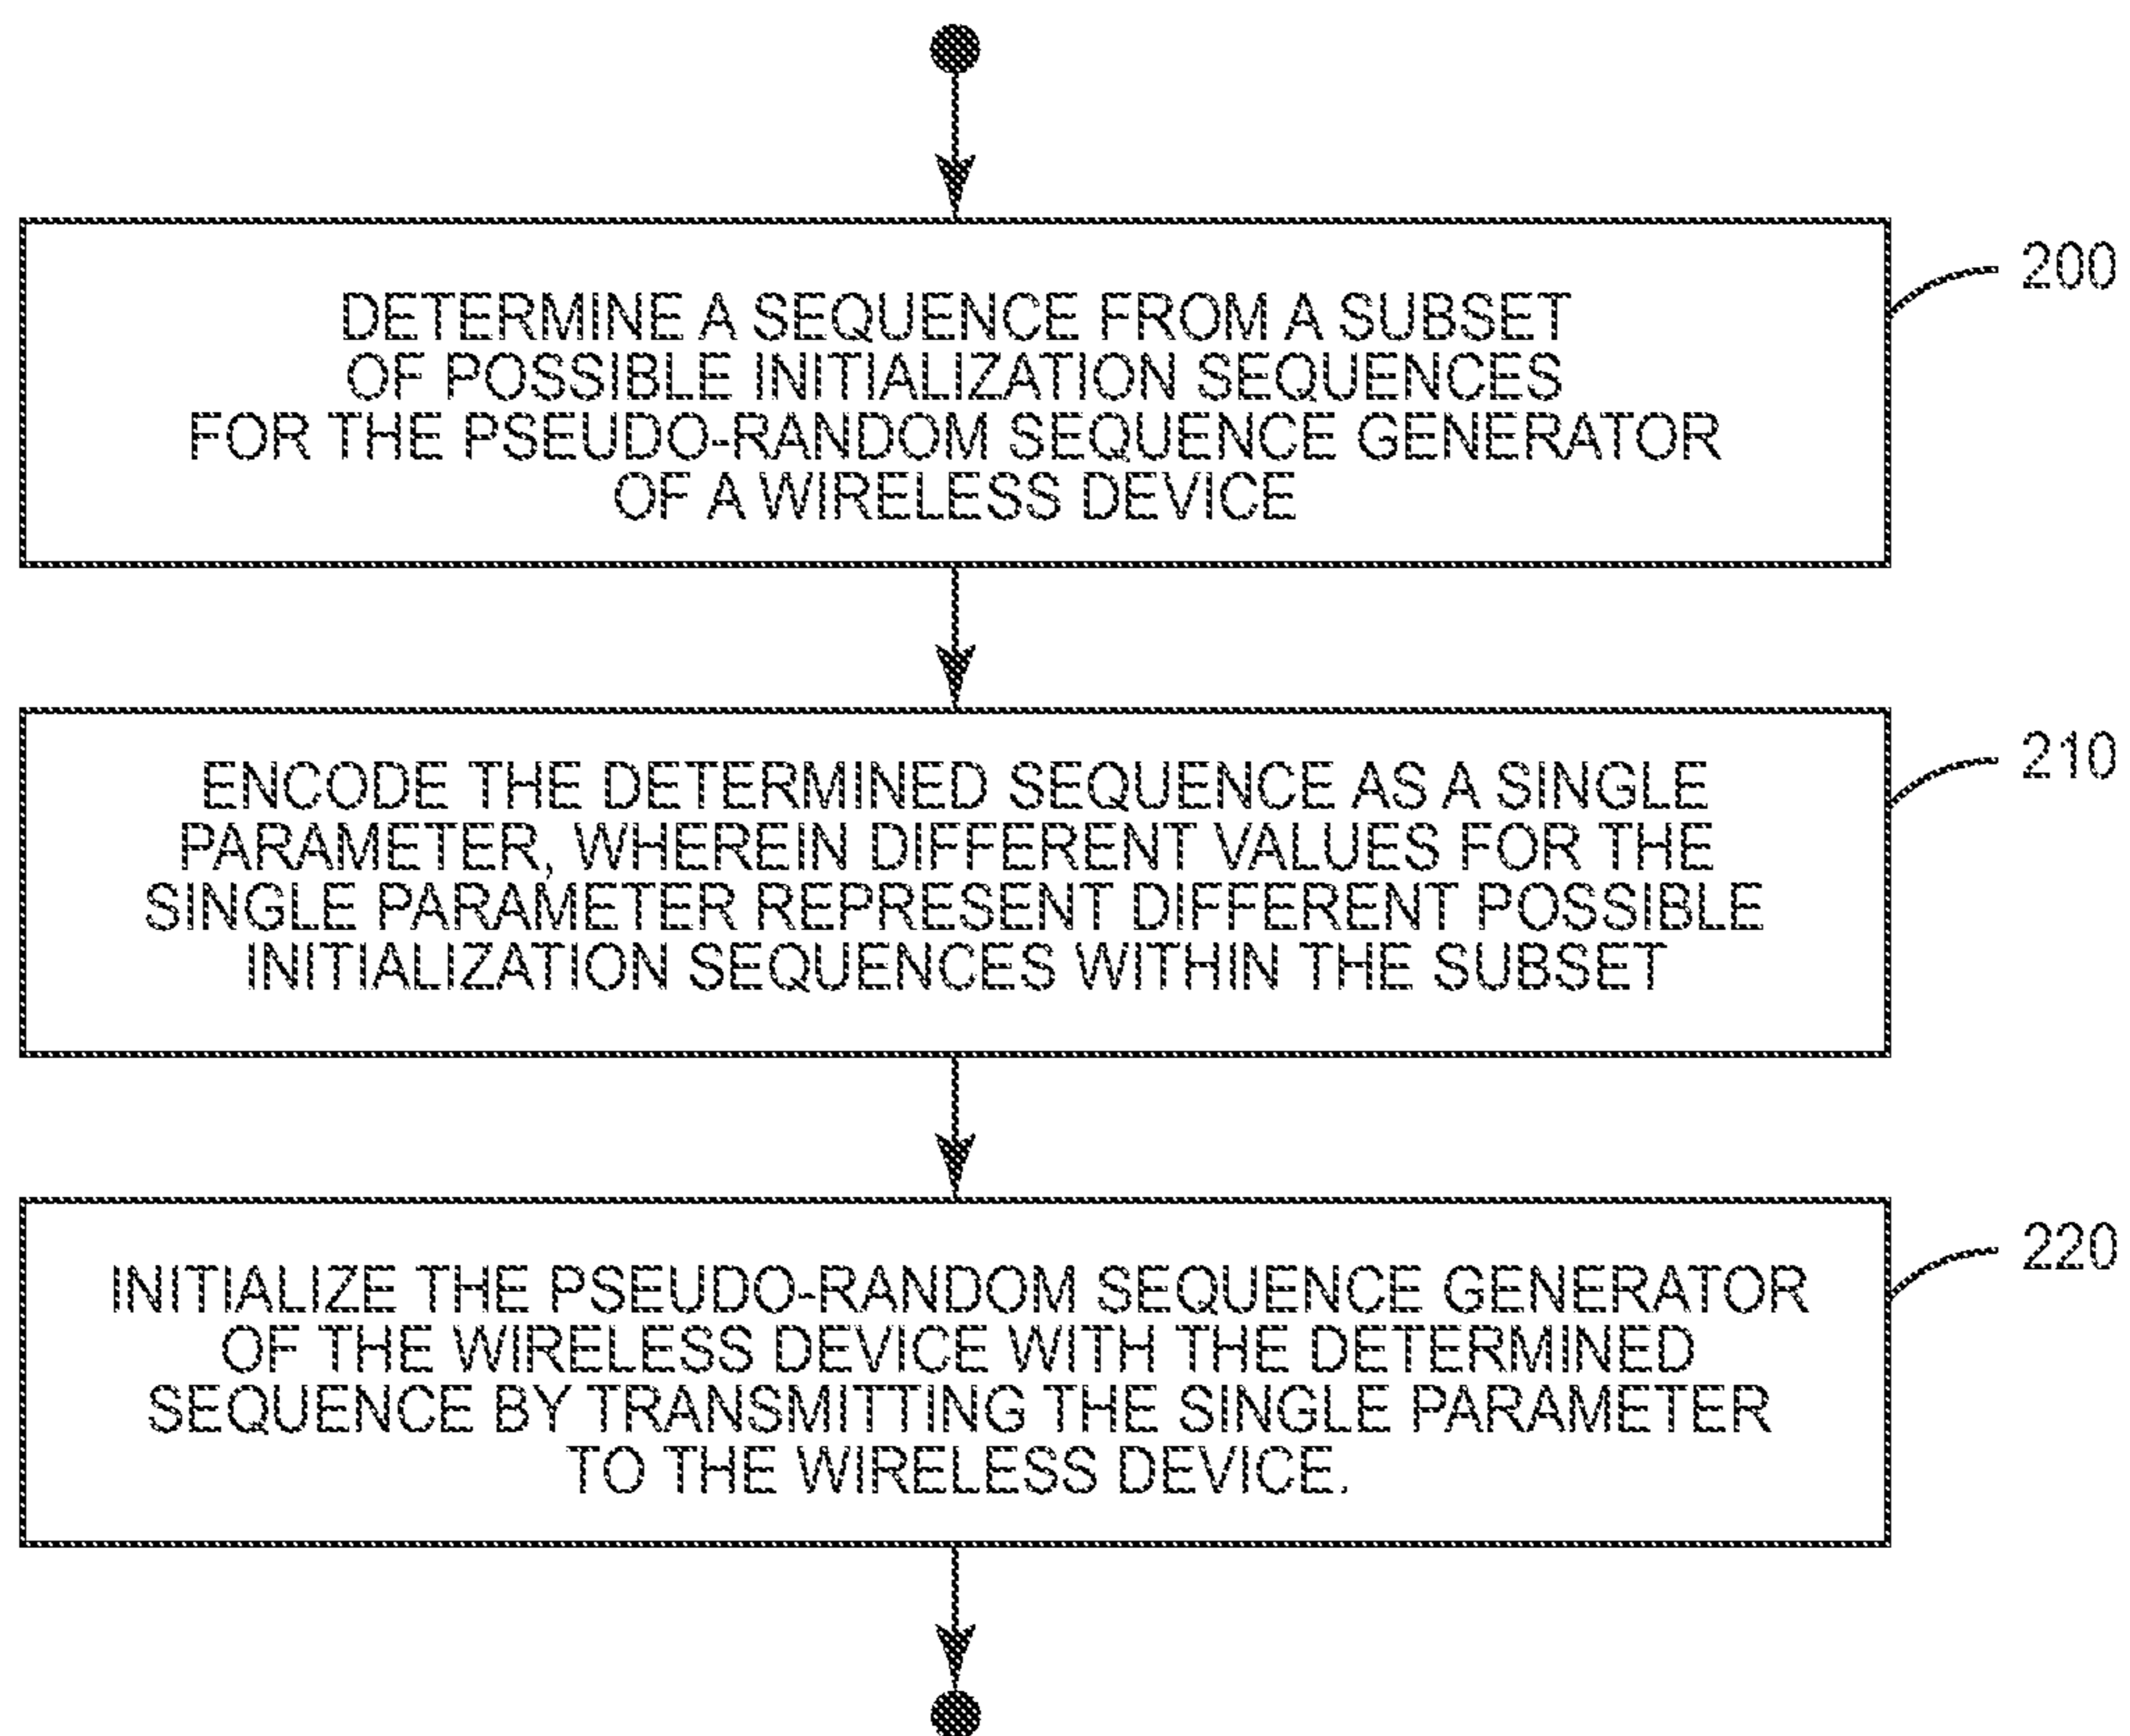 DETERMINE A SEQUENCE FROM A SUBSET
OF POSSIBLE INITIALIZATION SEQUENCES
FOR THE PSEUDO-RANDOM SEQUENCE GENERATOR
OF A WIRELESS DEVICE
200
ENCODE THE DETERMINED SEQUENCE AS A SINGLE
PARAMETER, WHEREIN DIFFERENT VALUES FOR THE
SINGLE PARAMETER REPRESENT DIFFERENT POSSIBLE
INITIALIZATION SEQUENCES WITHIN THE SUBSET
210
INITIALIZE THE PSEUDO-RANDOM SEQUENCE GENERATOR
OF THE WIRELESS DEVICE WITH THE DETERMINED
SEQUENCE BY TRANSMITTING THE SINGLE PARAMETER
TO THE WIRELESS DEVICE.
220